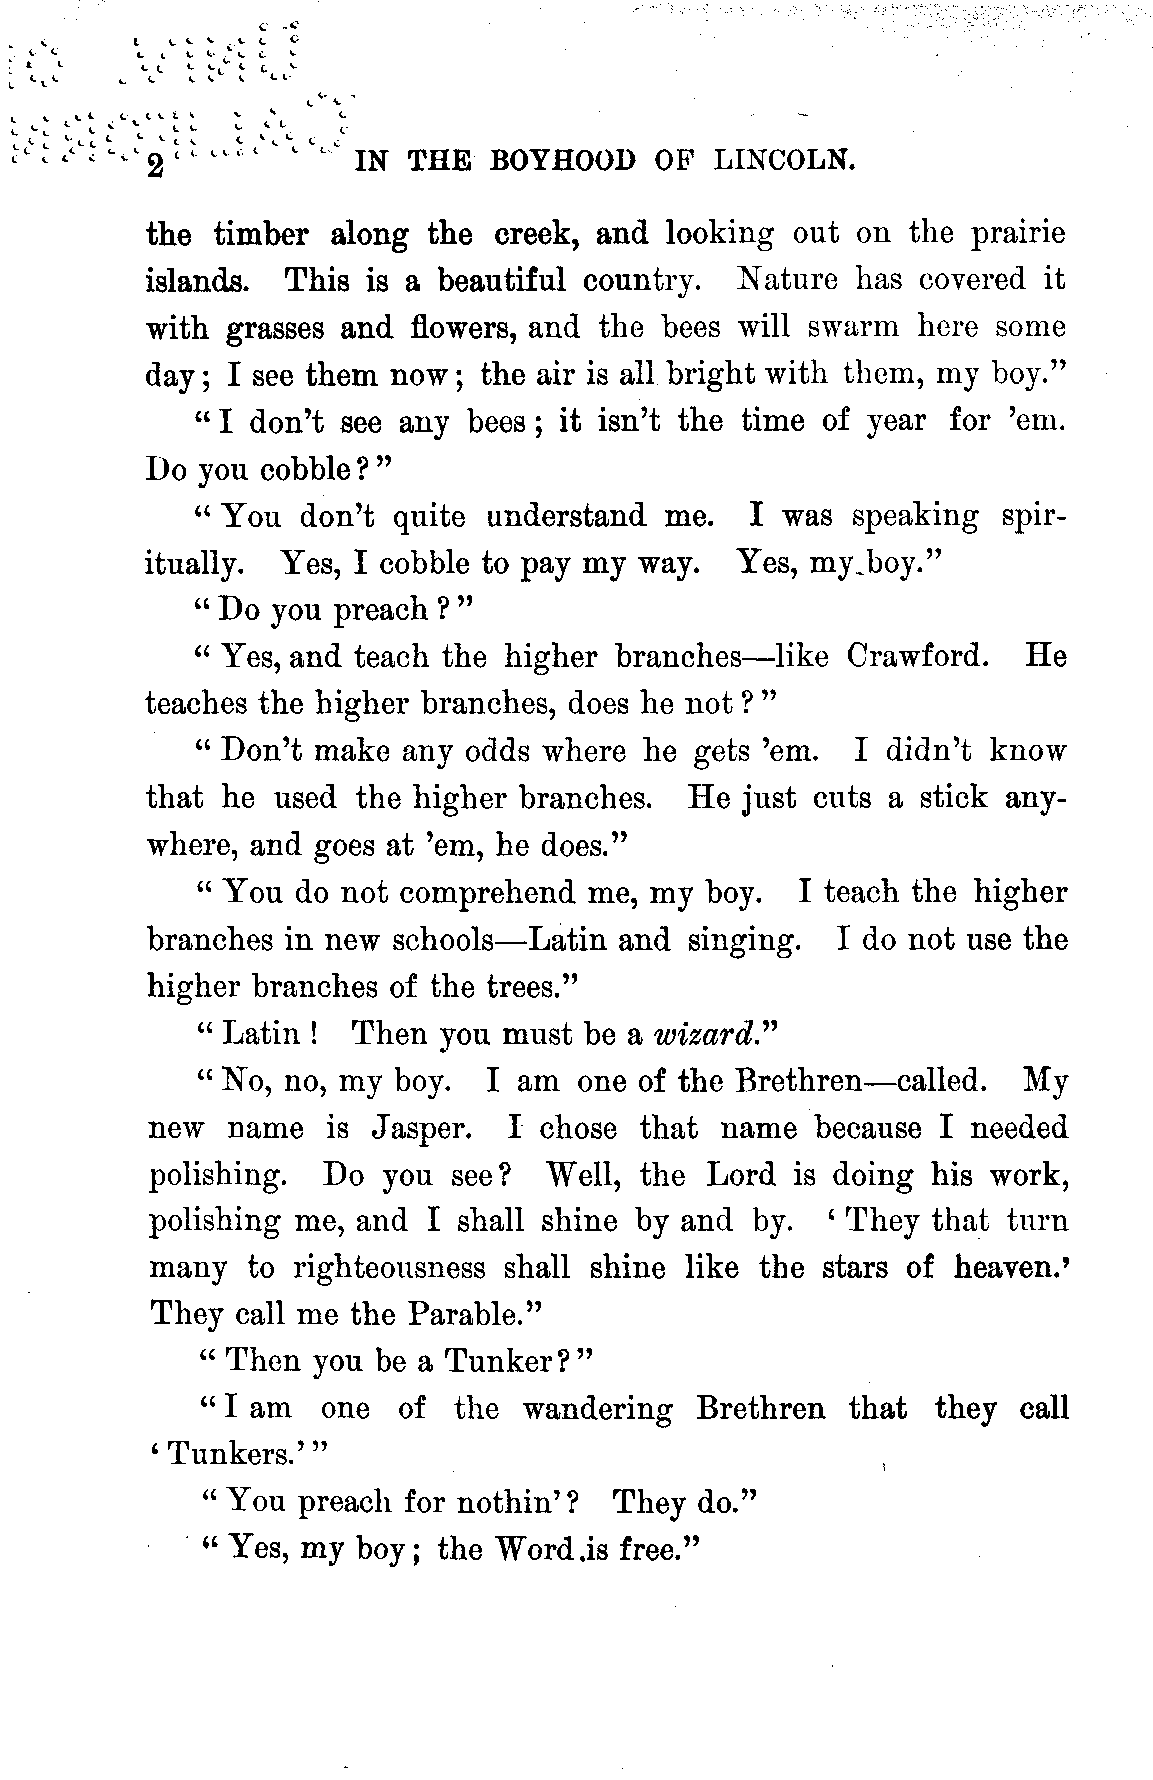 2 IN THE BOYHOOD OF LINCOLN.
the timber along the creek, and looking out on the prairie
islands. This is a beautiful country. Nature has covered it
with grasses and flowers, and the bees will swarm here some
day; I see them now; the air is all bright with them, my boy."
"I don't see any bees; it isn't the time of year for 'em.
Do you cobble?"
"You don't quite understand me. I was speaking spir-
itually. Yes, I cobble to pay my way. Yes, my boy."
"Do you preach?"
"Yes, and teach the higher branches—like Crawford. He
teaches the higher branches, does he not?"
"Don't make any odds where he gets 'em. I didn't know
that he used the higher branches. He just cuts a stick any-
where, and goes at 'em, he does."
"You do not comprehend me, my boy. I teach the higher
branches in new schools—Latin and singing. I do not use the
higher branches of the trees."
"Latin! Then you must be a wizard."
"No, no, my boy. I am one of the Brethren—called. My
new name is Jasper. I chose that name because I needed
polishing. Do you see? Well, the Lord is doing his work,
polishing me, and I shall shine by and by. 'They that turn
many to righteousness shall shine like the stars of heaven.'
They call me the Parable."
"Then you be a Tunker?"
"I am one of the wandering Brethren that they call
'Tunkers.'"
"You preach for nothin'? They do."
"Yes, my boy; the Word is free."